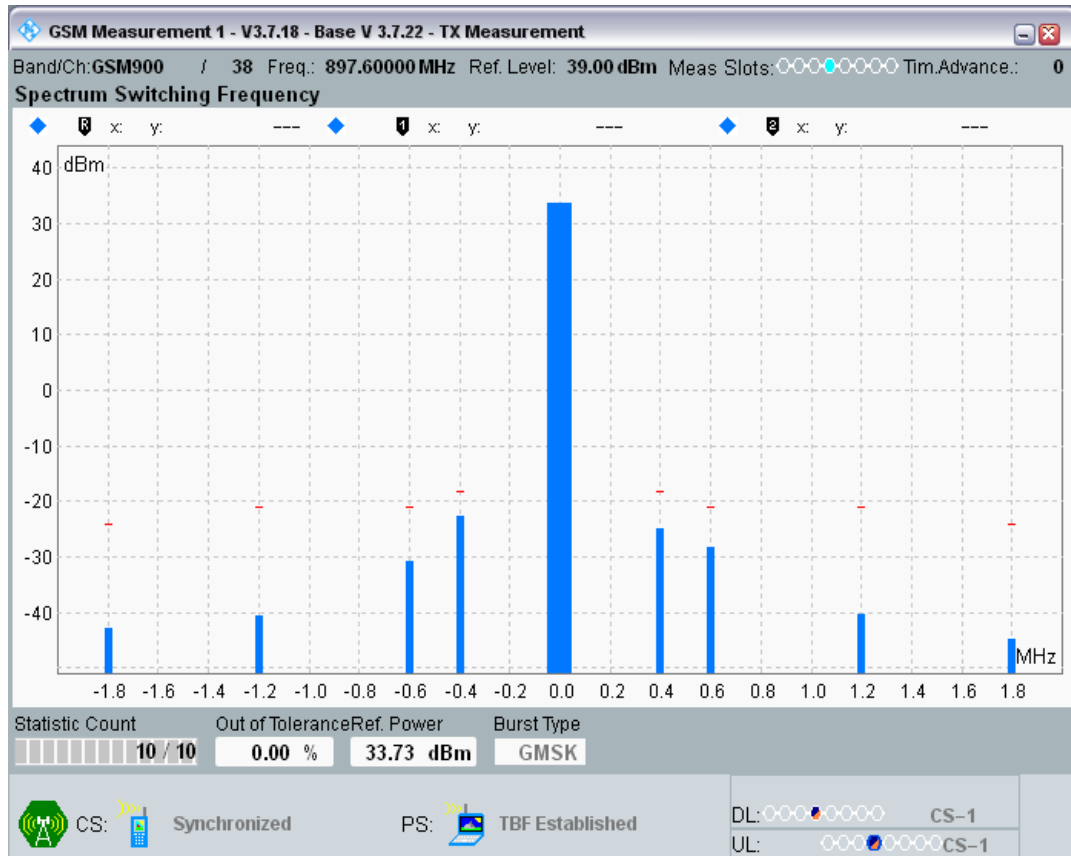 GSM Measurement 1 - V3.7.18 - Base V 3.7.22 - TX Measurement
Band/Ch:GSM900 / 38 Freq.: 897.60000 MHz Ref. Level: 39.00 dBm Meas Slots: Tim.Advance.: 0
Spectrum Switching Frequency
R x: y: --- 1 x: y: --- 2 x: y: ---
dBm
40
30
20
10
0
-10
-20
-30
-40
MHz
-1.8 -1.6 -1.4 -1.2 -1.0 -0.8 -0.6 -0.4 -0.2 0.0 0.2 0.4 0.6 0.8 1.0 1.2 1.4 1.6 1.8
Statistic Count Out of Tolerance Ref. Power Burst Type
10 / 10 0.00 % 33.73 dBm GMSK
CS: Synchronized PS: TBF Established DL: CS-1
UL: CS-1